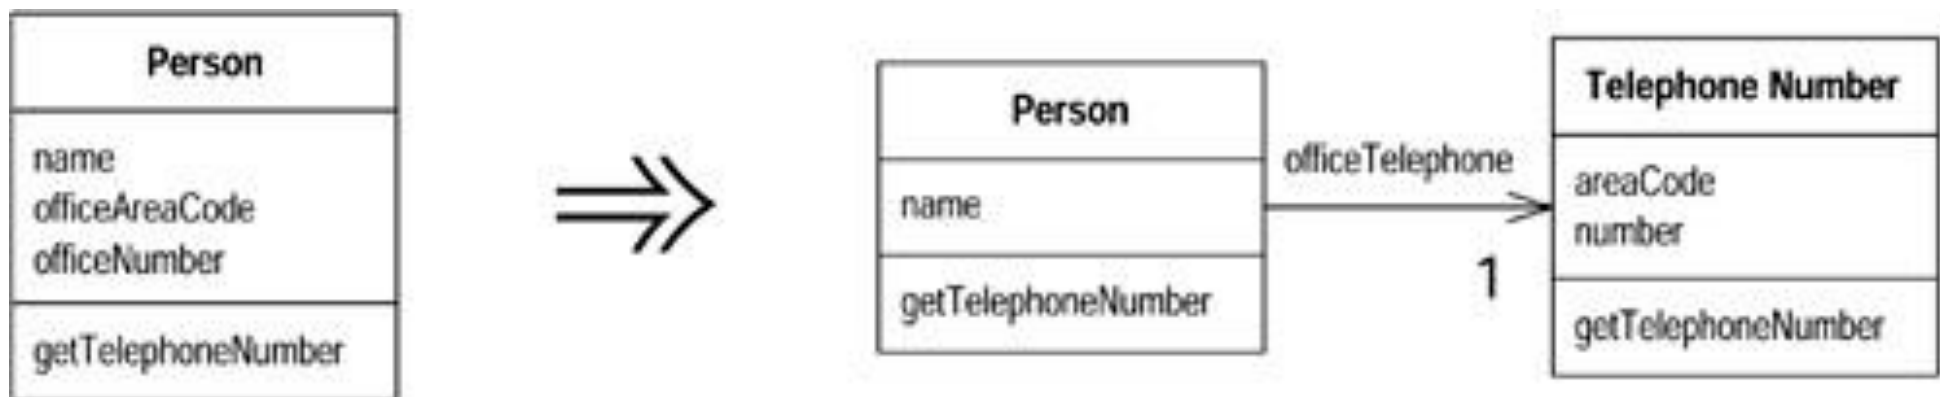 Person
name
officeAreaCode
officeNumber
getTelephoneNumber
Person
name
getTelephoneNumber
officeTelephone
1
Telephone Number
areaCode
number
getTelephoneNumber